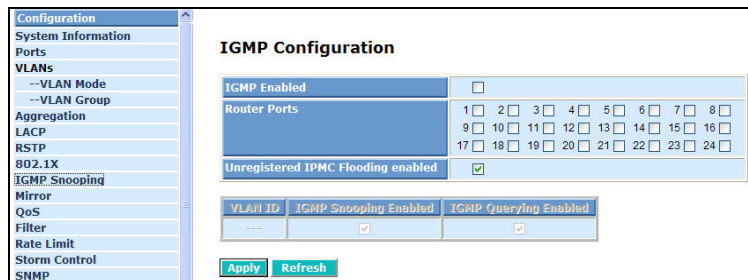 Configuration
System Information
Ports
VLANs
--VLAN Mode
--VLAN Group
Aggregation
LACP
RSTP
802.1X
IGMP Snooping
Mirror
QoS
Filter
Rate Limit
Storm Control
SNMP
IGMP Configuration
IGMP Enabled
Router Ports
1 2 3 4 5 6 7 8
9 10 11 12 13 14 15 16
17 18 19 20 21 22 23 24
Unregistered IPMC Flooding enabled
VLAN ID IGMP Snooping Enabled IGMP Querying Enabled
---
Apply Refresh